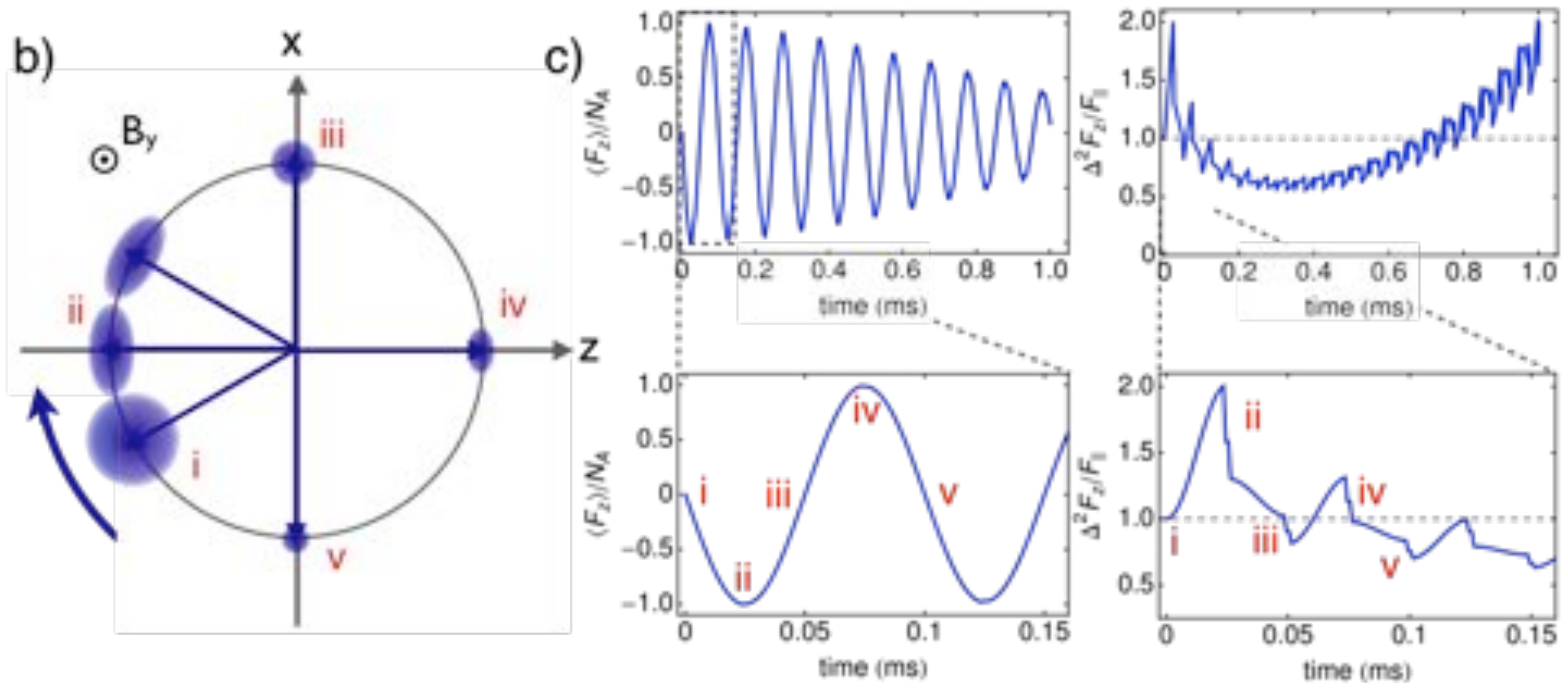 b)
x
B_y
iii
ii
iv
z
i
v
c)
⟨F_z⟩/N_A
1.0
0.5
0
−0.5
−1.0
0
0.2
0.4
0.6
0.8
1.0
time (ms)
Δ²F_z/F_||
2.0
1.5
1.0
0.5
0
0
0.2
0.4
0.6
0.8
1.0
time (ms)
⟨F_z⟩/N_A
1.0
0.5
0
−0.5
−1.0
i
ii
iii
iv
v
0
0.05
0.1
0.15
time (ms)
Δ²F_z/F_||
2.0
1.5
1.0
0.5
i
ii
iii
iv
v
0
0.05
0.1
0.15
time (ms)